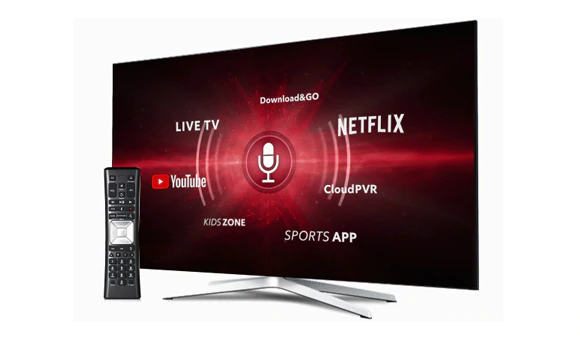 Download&GO
LIVE TV
NETFLIX
YouTube
CloudPVR
KIDS ZONE
SPORTS APP